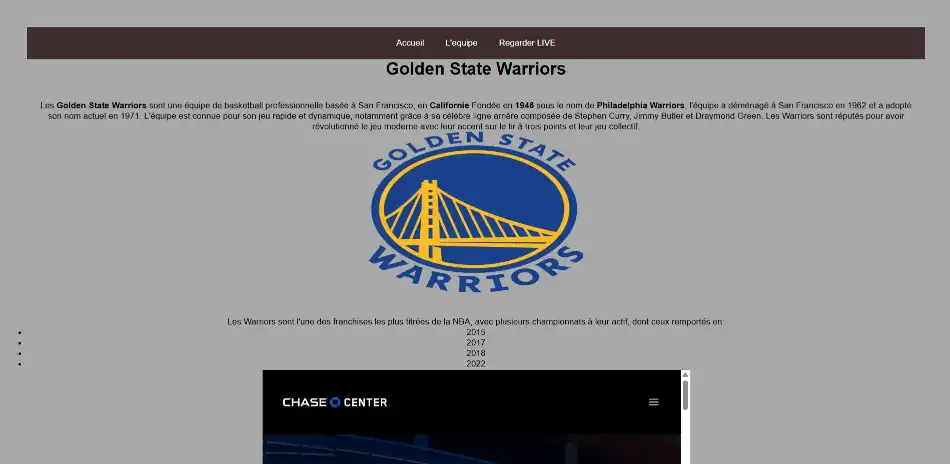 Accueil L'equipe Regarder LIVE
Golden State Warriors
Les Golden State Warriors sont une équipe de basketball professionnelle basée à San Francisco, en Californie Fondée en 1946 sous le nom de Philadelphia Warriors, l'équipe a déménagé à San Francisco en 1962 et a adopté
son nom actuel en 1971. L'équipe est connue pour son jeu rapide et dynamique, notamment grâce à sa célèbre ligne arrière composée de Stephen Curry, Jimmy Butler et Draymond Green. Les Warriors sont réputés pour avoir
révolutionné le jeu moderne avec leur accent sur le tir à trois points et leur jeu collectif.
GOLDEN STATE
WARRIORS
Les Warriors sont l'une des franchises les plus titrées de la NBA, avec plusieurs championnats à leur actif, dont ceux remportés en:
2015
2017
2018
2022
CHASE CENTER